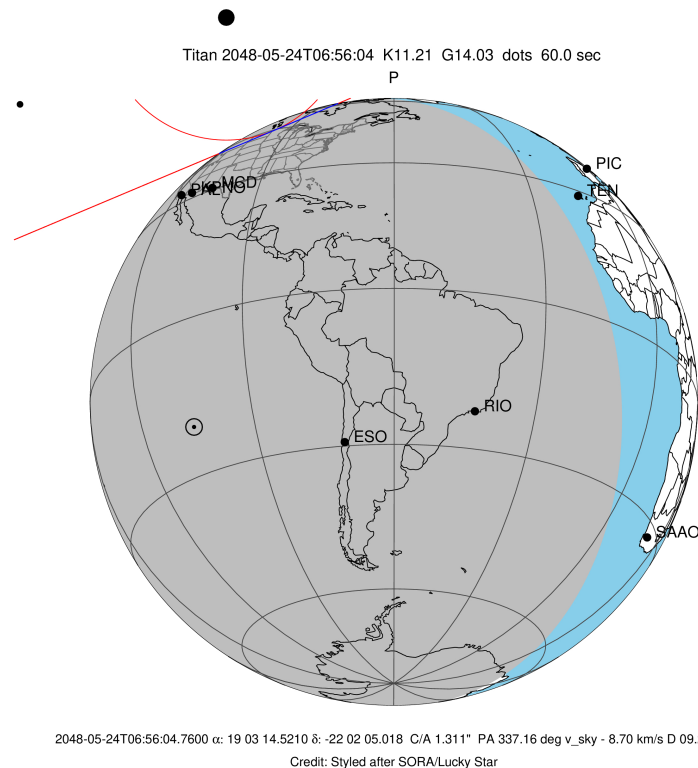 Titan 2048-05-24T06:56:04 K11.21 G14.03 dots 60.0 sec
P
PIC
TEN
MCD
RIO
ESO
SAAO
2048-05-24T06:56:04.7600 α: 19 03 14.5210 δ: -22 02 05.018 C/A 1.311" PA 337.16 deg v_sky - 8.70 km/s D 09.
Credit: Styled after SORA/Lucky Star